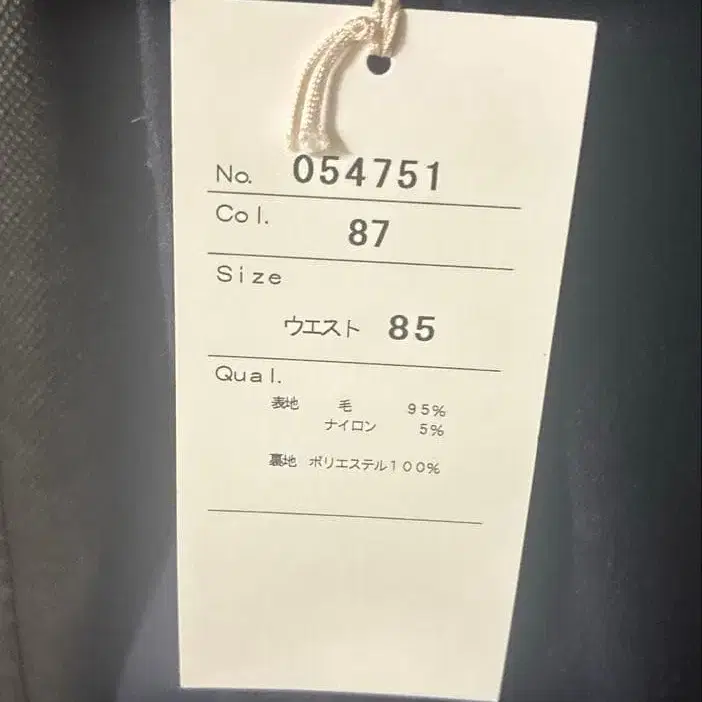 No. 054751
Col. 87
Size
ウエスト 85
Qual.
表地 毛 95%
ナイロン 5%
裏地 ポリエステル100%